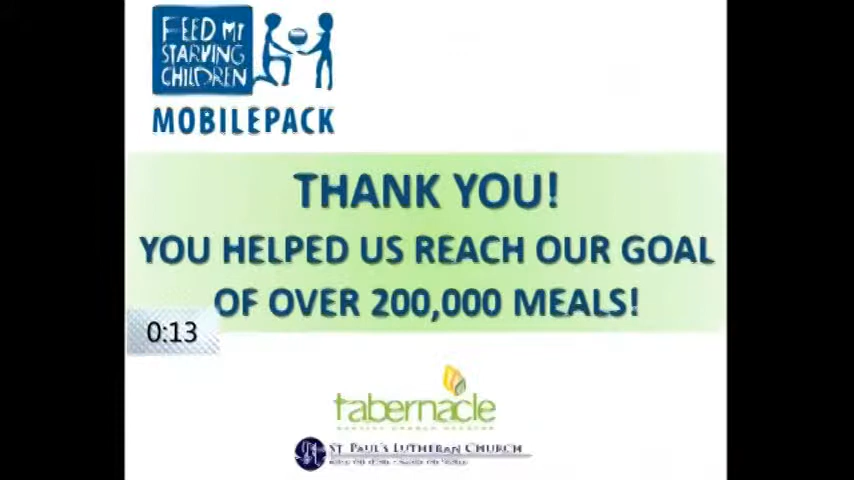 FEED MY
STARVING
CHILDREN
MOBILEPACK
THANK YOU!
YOU HELPED US REACH OUR GOAL
OF OVER 200,000 MEALS!
0:13
tabernacle
ST. PAUL'S LUTHERAN CHURCH